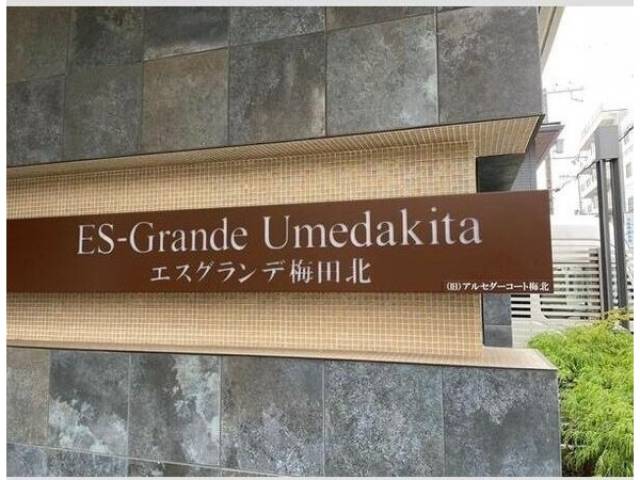 ES-Grande Umedakita
エスグランデ梅田北
(旧)アルセダーコート梅北